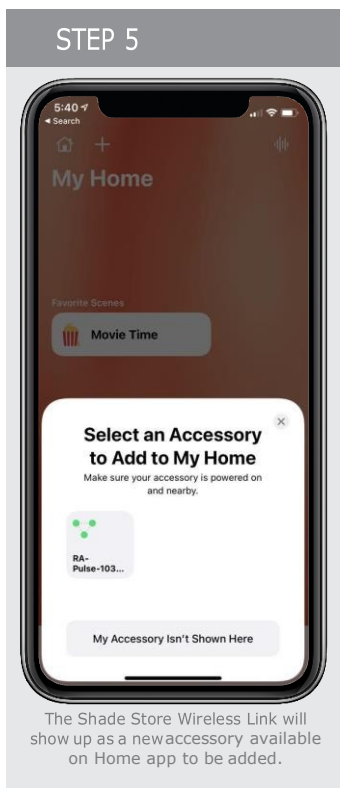 STEP 5
5:40
◀ Search
My Home
Favorite Scenes
Movie Time
Select an Accessory
to Add to My Home
Make sure your accessory is powered on
and nearby.
RA-
Pulse-103...
My Accessory Isn't Shown Here
The Shade Store Wireless Link will
show up as a newaccessory available
on Home app to be added.